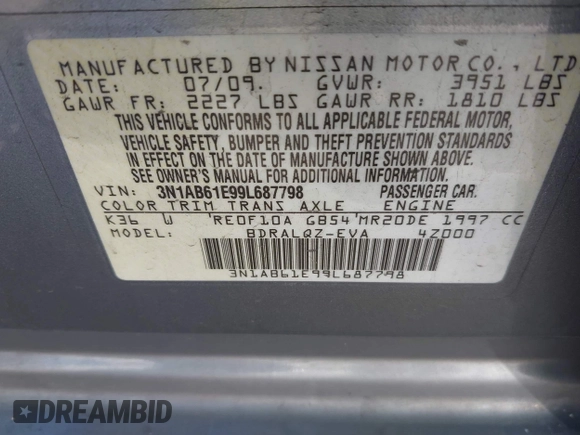 MANUFACTURED BY NISSAN MOTOR CO., LTD
DATE: 07/09. GVWR: 3951 LBS
GAWR FR: 2227 LBS GAWR RR: 1810 LBS
THIS VEHICLE CONFORMS TO ALL APPLICABLE FEDERAL MOTOR,
VEHICLE SAFETY, BUMPER AND THEFT PREVENTION STANDARDS
IN EFFECT ON THE DATE OF MANUFACTURE SHOWN ABOVE.
SEE OWNER'S MANUAL FOR ADDITIONAL INFORMATION.
VIN: 3N1AB61E99L687798 PASSENGER CAR.
COLOR TRIM TRANS AXLE ENGINE
K36 W 'RE0F10A GB54'MR20DE 1997 CC
MODEL: BDRALQZ-EVA 4Z000
3N1AB61E99L687798
DREAMBID